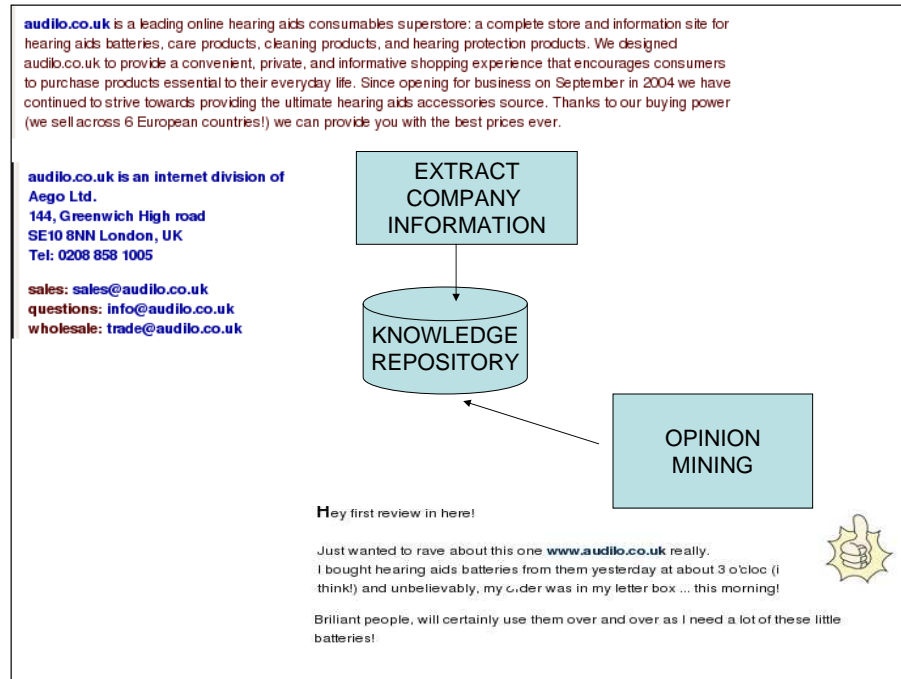 audilo.co.uk is a leading online hearing aids consumables superstore: a complete store and information site for
hearing aids batteries, care products, cleaning products, and hearing protection products. We designed
audilo.co.uk to provide a convenient, private, and informative shopping experience that encourages consumers
to purchase products essential to their everyday life. Since opening for business on September in 2004 we have
continued to strive towards providing the ultimate hearing aids accessories source. Thanks to our buying power
(we sell across 6 European countries!) we can provide you with the best prices ever.
audilo.co.uk is an internet division of
Aego Ltd.
144, Greenwich High road
SE10 8NN London, UK
Tel: 0208 858 1005
sales: sales@audilo.co.uk
questions: info@audilo.co.uk
wholesale: trade@audilo.co.uk
EXTRACT
COMPANY
INFORMATION
KNOWLEDGE
REPOSITORY
OPINION
MINING
Hey first review in here!
Just wanted to rave about this one www.audilo.co.uk really.
I bought hearing aids batteries from them yesterday at about 3 o'cloc (i
think!) and unbelievably, my order was in my letter box ... this morning!
Briliant people, will certainly use them over and over as I need a lot of these little
batteries!